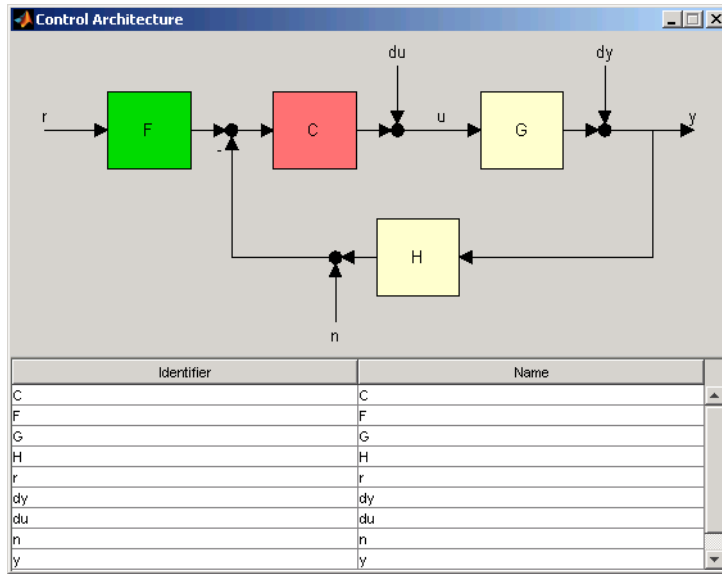 Control Architecture
du dy
r F C u G y
-
H
n
Identifier Name
C C
F F
G G
H H
r r
dy dy
du du
n n
y y